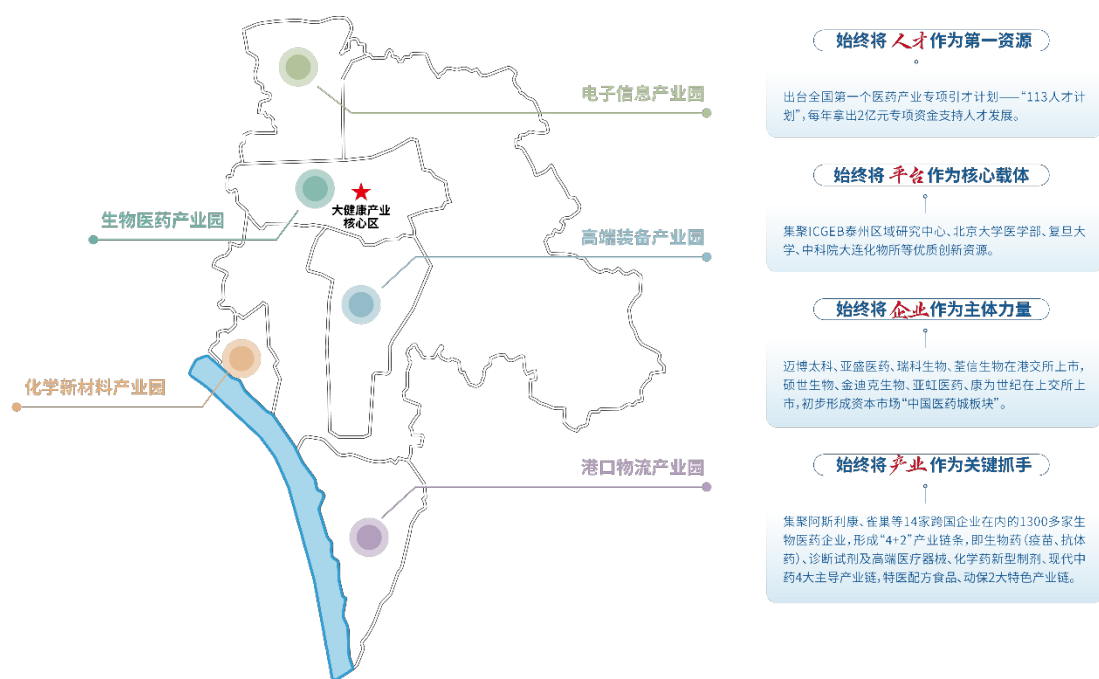 电子信息产业园
生物医药产业园
大健康产业
核心区
高端装备产业园
化学新材料产业园
港口物流产业园
始终将人才作为第一资源
出台全国第一个医药产业专项引才计划——“113人才计
划”,每年拿出2亿元专项资金支持人才发展。
始终将平台作为核心载体
集聚ICGEB泰州区域研究中心、北京大学医学部、复旦大
学、中科院大连化物所等优质创新资源。
始终将企业作为主体力量
迈博太科、亚盛医药、瑞科生物、荃信生物在港交所上市,
硕世生物、金迪克生物、亚虹医药、康为世纪在上交所上
市,初步形成资本市场“中国医药城板块”。
始终将产业作为关键抓手
集聚阿斯利康、雀巢等14家跨国企业在内的1300多家生
物医药企业,形成“4+2”产业链条,即生物药(疫苗、抗体
药)、诊断试剂及高端医疗器械、化学药新型制剂、现代中
药4大主导产业链,特医配方食品、动保2大特色产业链。